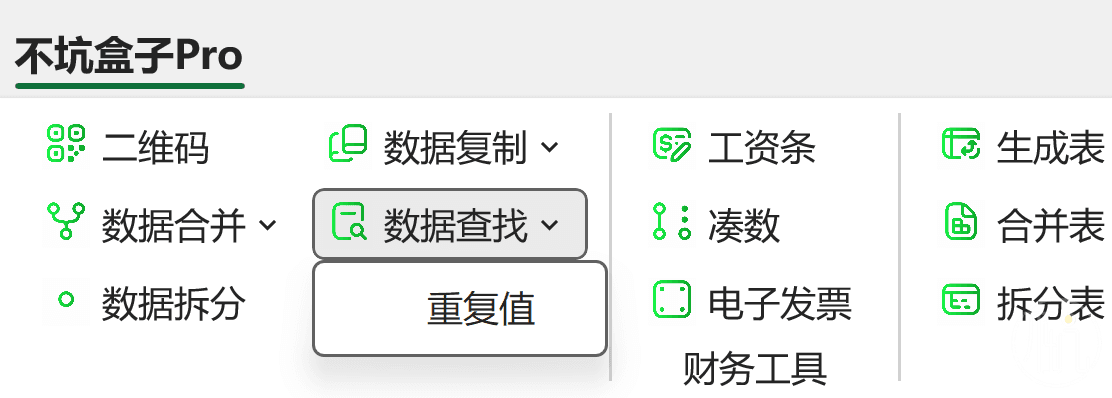 不坑盒子Pro
二维码
数据合并
数据拆分
数据复制
数据查找
重复值
工资条
凑数
电子发票
财务工具
生成表
合并表
拆分表